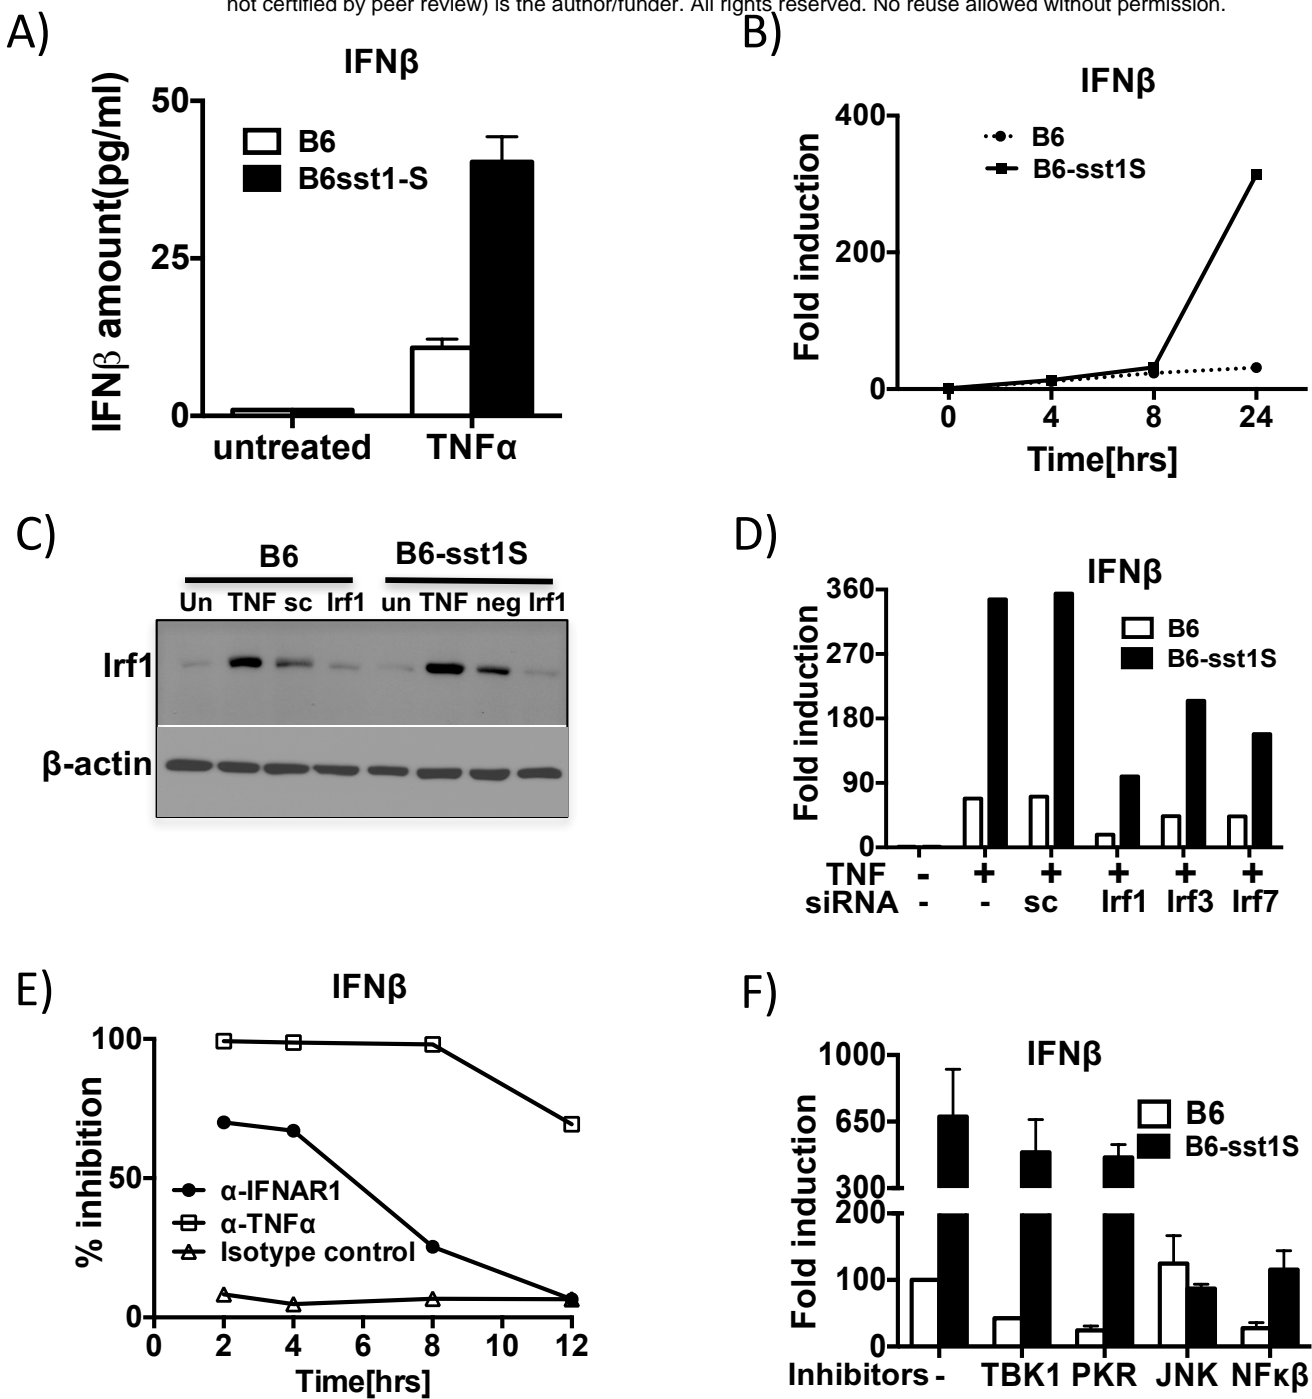 not certified by peer review) is the author/funder. All rights reserved. No reuse allowed without permission.
A)
IFNβ
IFNβ amount(pg/ml)
50
25
0
B6
B6sst1-S
untreated TNFα
B)
IFNβ
Fold induction
400
200
0
B6
B6-sst1S
0 4 8 24
Time[hrs]
C)
B6 B6-sst1S
Un TNF sc Irf1 un TNF neg Irf1
Irf1
β-actin
D)
IFNβ
Fold induction
360
270
180
90
0
B6
B6-sst1S
TNF - + + + + +
siRNA - - sc Irf1 Irf3 Irf7
E)
IFNβ
% inhibition
100
50
0
α-IFNAR1
α-TNFα
Isotype control
0 2 4 6 8 10 12
Time[hrs]
F)
IFNβ
Fold induction
1000
650
300
200
100
0
B6
B6-sst1S
Inhibitors - TBK1 PKR JNK NFκβ